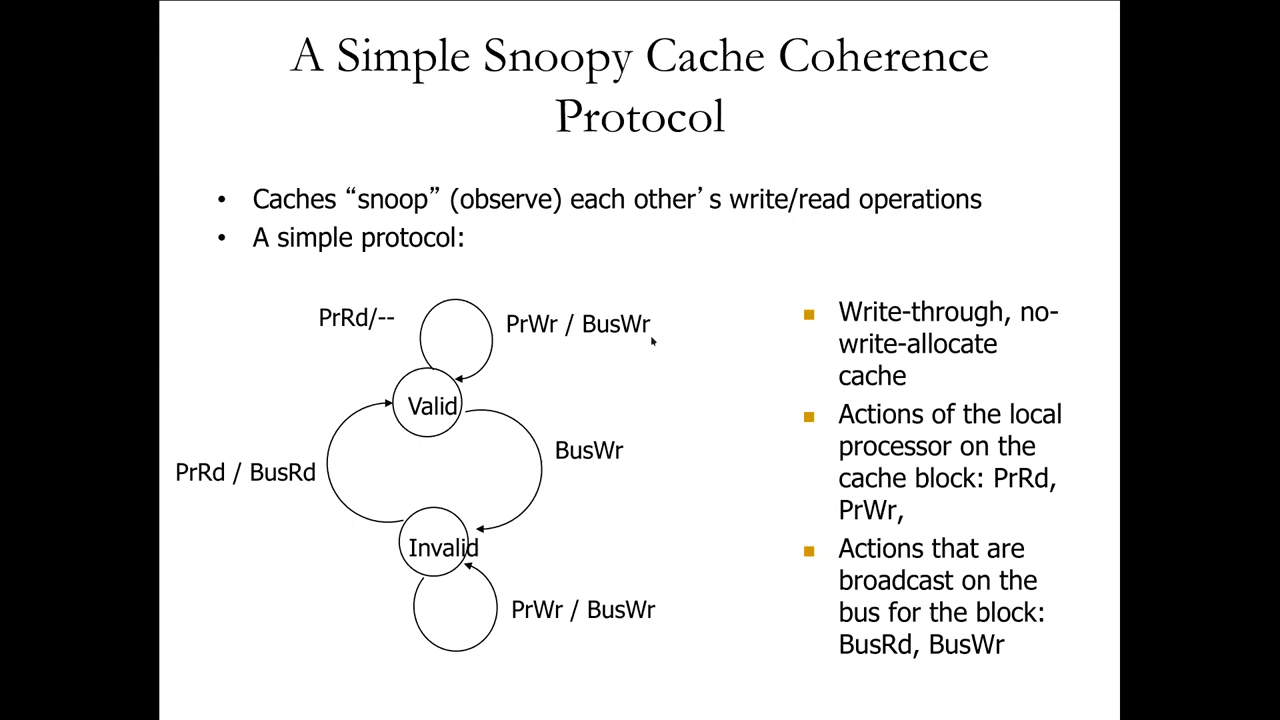 A Simple Snoopy Cache Coherence
Protocol
• Caches “snoop” (observe) each other’s write/read operations
• A simple protocol:
PrRd/--
PrWr / BusWr
Valid
BusWr
PrRd / BusRd
Invalid
PrWr / BusWr
Write-through, no-
write-allocate
cache
Actions of the local
processor on the
cache block: PrRd,
PrWr,
Actions that are
broadcast on the
bus for the block:
BusRd, BusWr